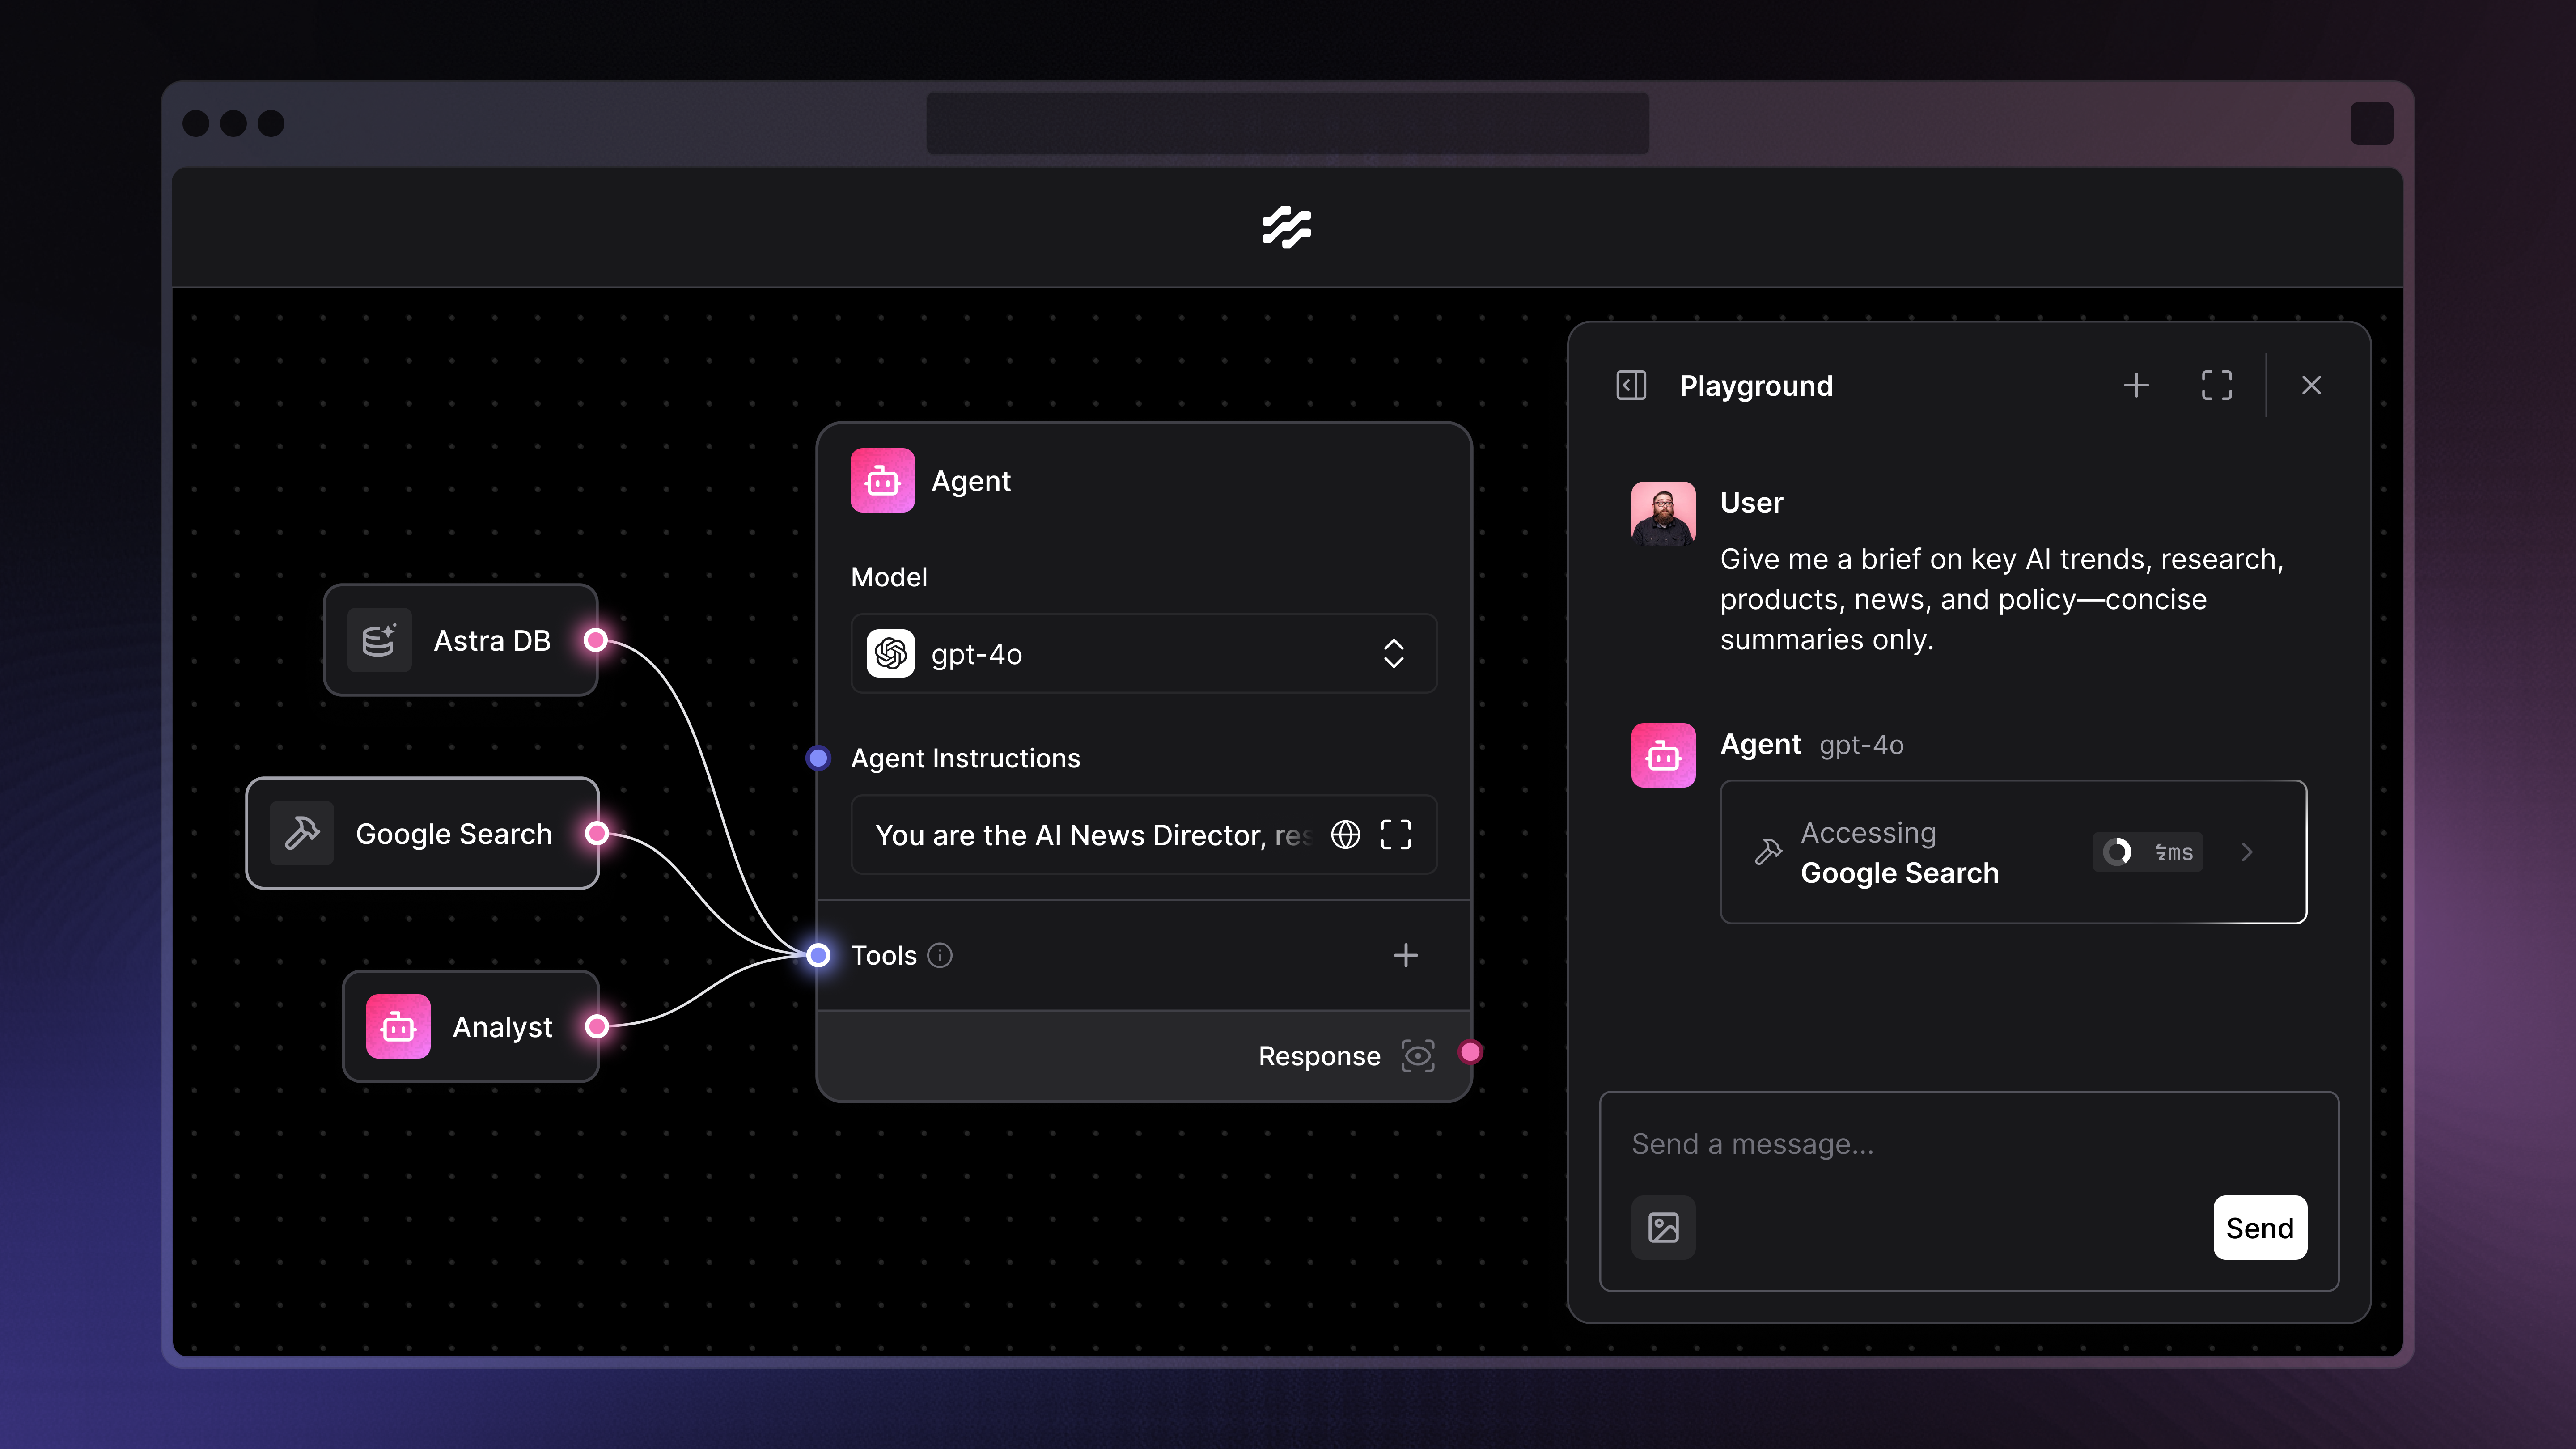 Astra DB
Google Search
Analyst
Agent
Model
gpt-4o
Agent Instructions
You are the AI News Director,
Tools
Response
Playground
User
Give me a brief on key AI trends, research,
products, news, and policy—concise
summaries only.
Agent gpt-4o
Accessing
Google Search
ms
Send a message...
Send